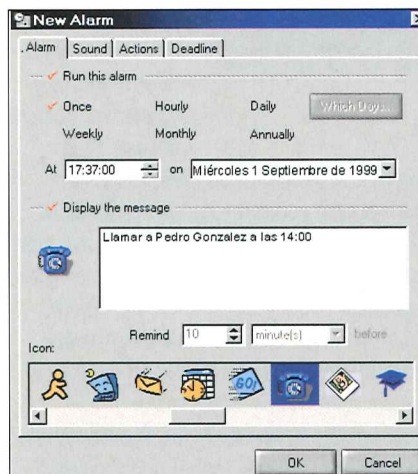 New Alarm
Alarm Sound Actions Deadline
Run this alarm
Once Hourly Daily Which Days...
Weekly Monthly Annually
At 17:37:00 on Miércoles 1 Septiembre de 1999
Display the message
Llamar a Pedro Gonzalez a las 14:00
Remind 10 minute(s) before
Icon:
GO!
OK Cancel